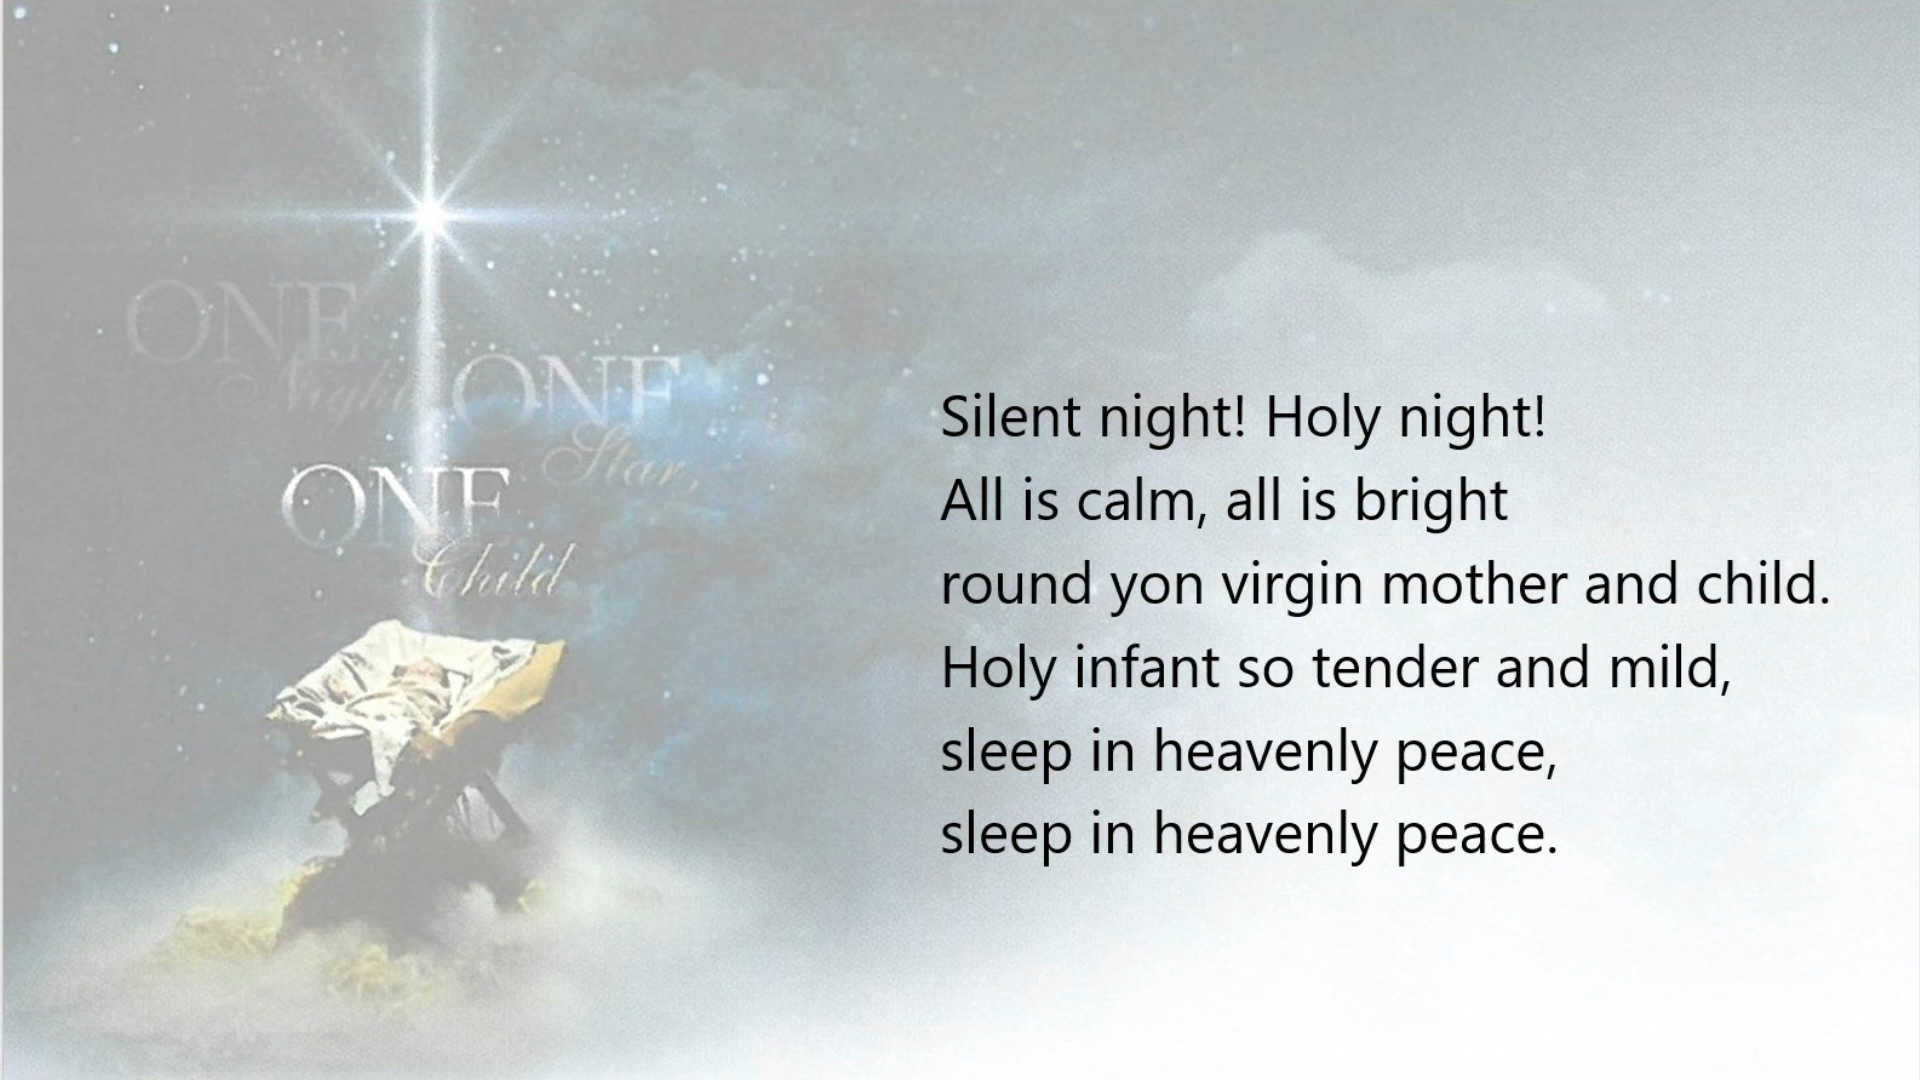 ONE
Night
ONE
Star,
ONE
Child
Silent night! Holy night!
All is calm, all is bright
round yon virgin mother and child.
Holy infant so tender and mild,
sleep in heavenly peace,
sleep in heavenly peace.